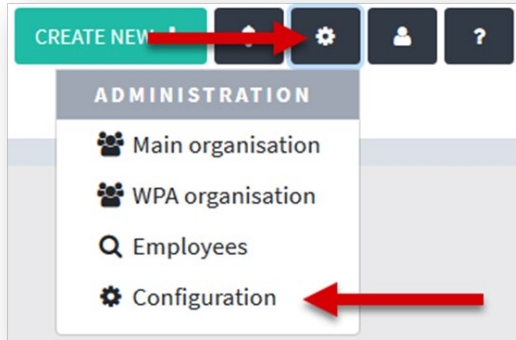 CREATE NEW
?
ADMINISTRATION
Main organisation
WPA organisation
Employees
Configuration